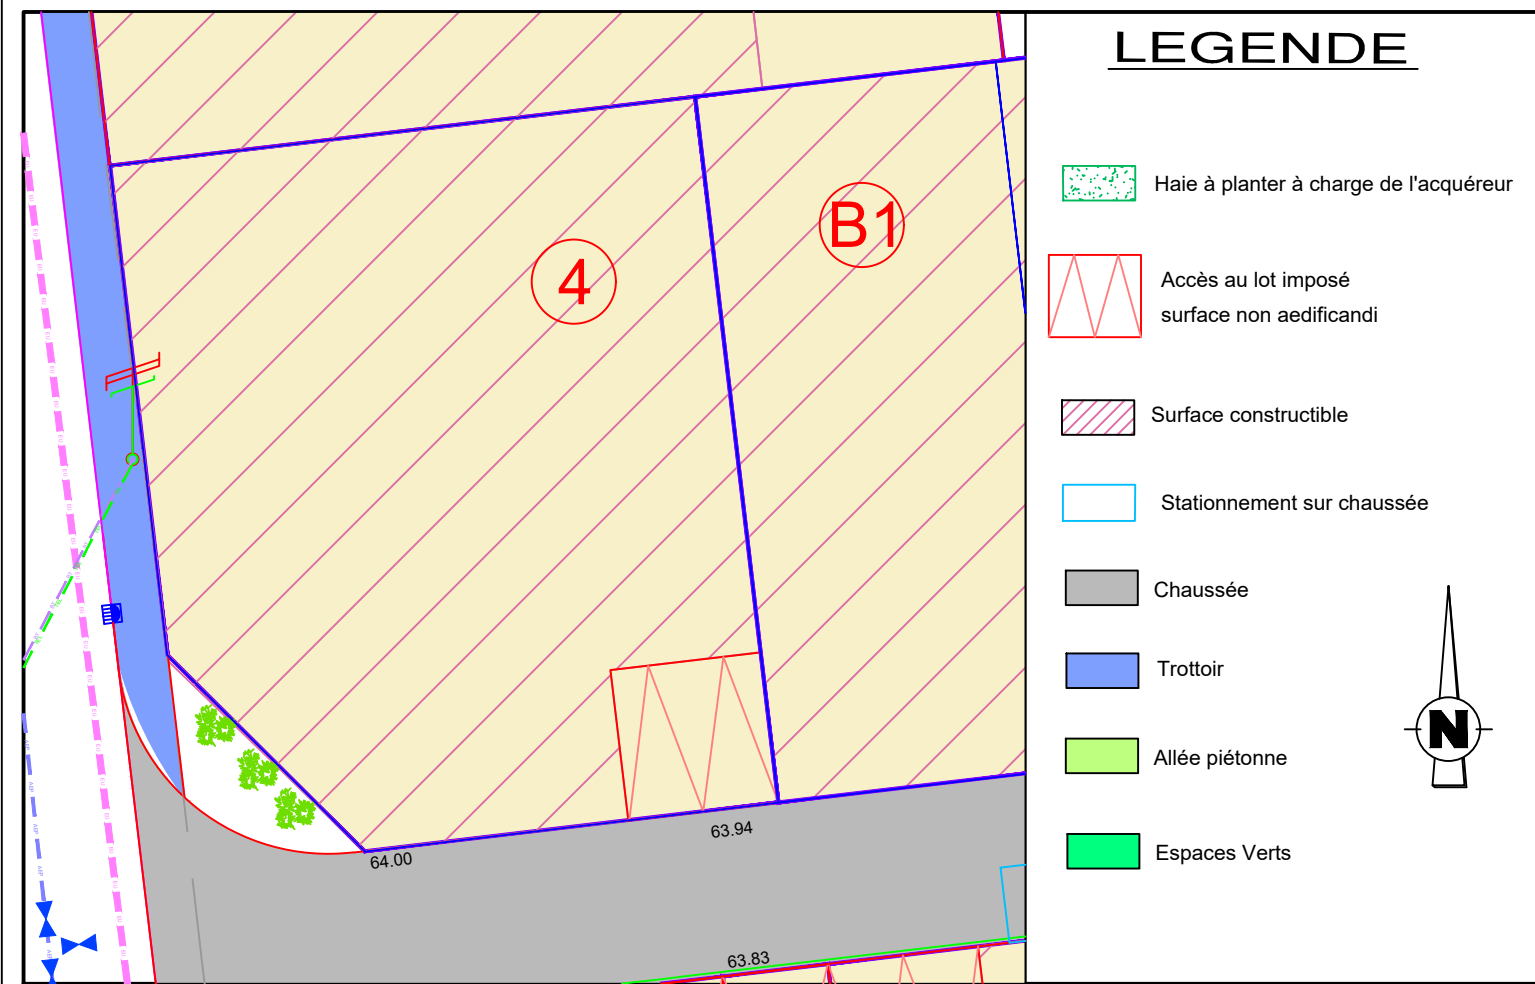 LEGENDE
Haie à planter à charge de l'acquéreur
Accès au lot imposé
surface non aedificandi
Surface constructible
Stationnement sur chaussée
Chaussée
Trottoir
Allée piétonne
Espaces Verts
N
4
B1
63.94
64.00
63.83